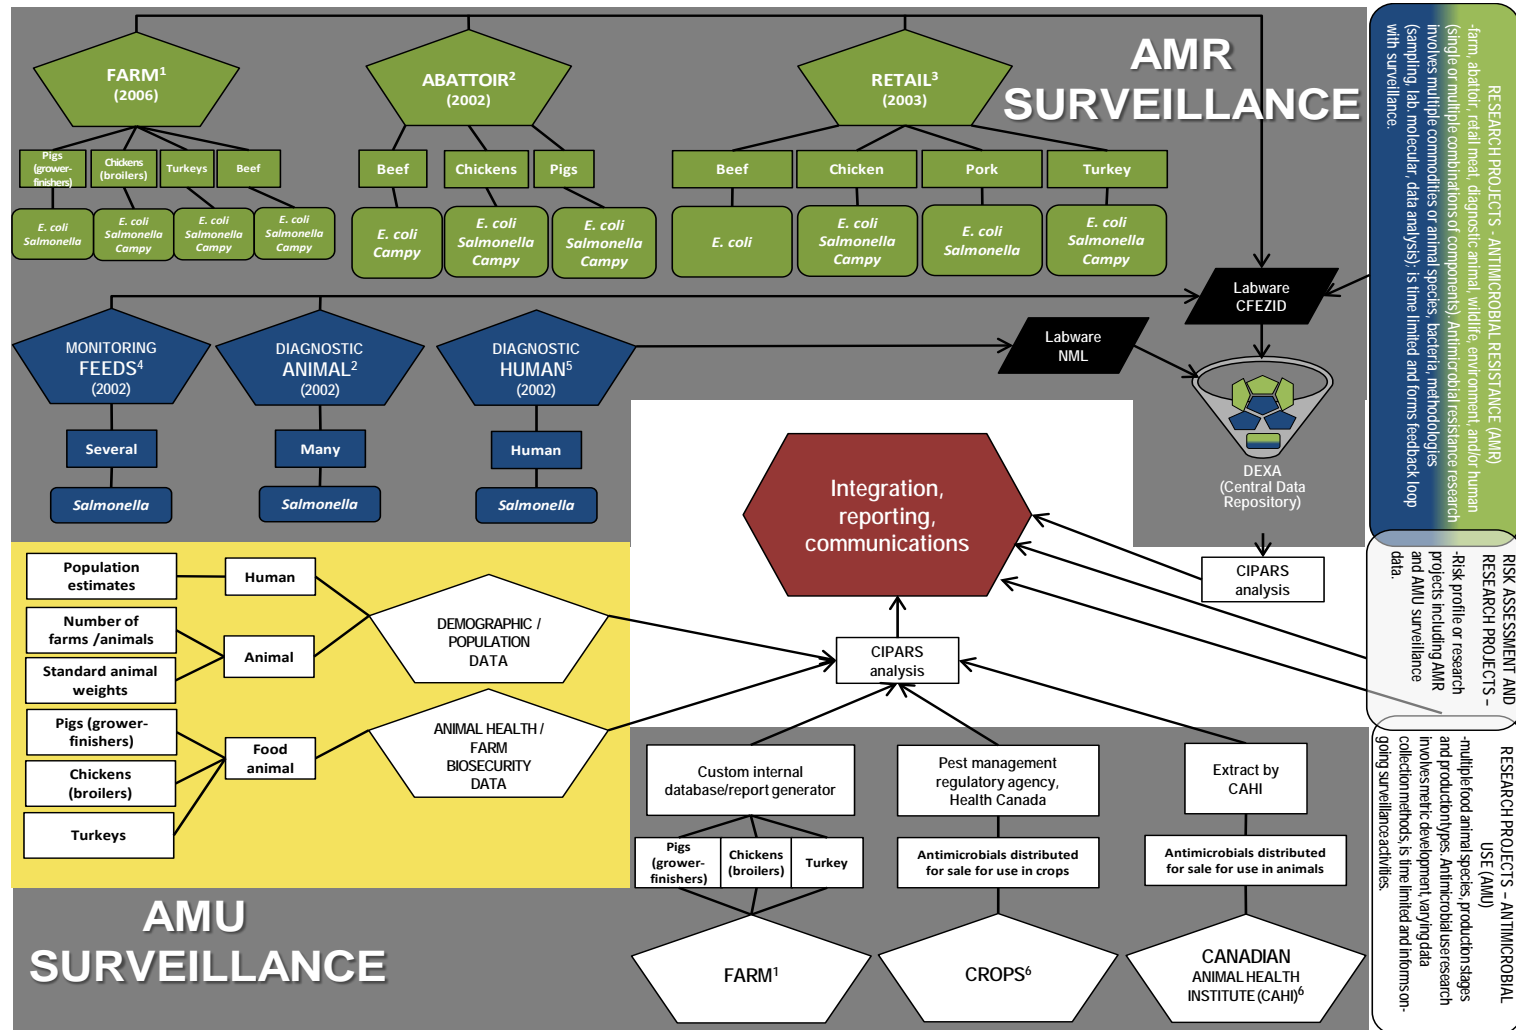 AMR
SURVEILLANCE
FARM1
(2006)
ABATTOIR2
(2002)
RETAIL3
(2003)
Pigs
(grower-
finishers)
Chickens
(broilers)
Turkeys
Beef
Beef
Chickens
Pigs
Beef
Chicken
Pork
Turkey
E. coli
Salmonella
E. coli
Salmonella
Campy
E. coli
Salmonella
Campy
E. coli
Salmonella
Campy
E. coli
Campy
E. coli
Salmonella
Campy
E. coli
Salmonella
Campy
E. coli
E. coli
Salmonella
Campy
E. coli
Salmonella
E. coli
Salmonella
Campy
MONITORING
FEEDS4
(2002)
DIAGNOSTIC
ANIMAL2
(2002)
DIAGNOSTIC
HUMAN5
(2002)
Labware
NML
Labware
CFEZID
Several
Many
Human
Salmonella
Salmonella
Salmonella
DEXA
(Central Data
Repository)
CIPARS
analysis
Integration,
reporting,
communications
Population
estimates
Human
Number of
farms /animals
Animal
Standard animal
weights
DEMOGRAPHIC /
POPULATION
DATA
CIPARS
analysis
Pigs (grower-
finishers)
Chickens
(broilers)
Turkeys
Food
animal
ANIMAL HEALTH /
FARM
BIOSECURITY
DATA
Custom internal
database/report generator
Pest management
regulatory agency,
Health Canada
Extract by
CAHI
Pigs
(grower-
finishers)
Chickens
(broilers)
Turkey
Antimicrobials distributed
for sale for use in crops
Antimicrobials distributed
for sale for use in animals
FARM1
CROPS6
CANADIAN
ANIMAL HEALTH
INSTITUTE (CAHI)6
AMU
SURVEILLANCE
RESEARCH PROJECTS - ANTIMICROBIAL RESISTANCE (AMR)
-farm, abattoir, retail meat, diagnostic animal, wildlife, environment, and/or human
(single or multiple combinations of components). Antimicrobial resistance research
involves multiple commodities or animal species, bacteria, methodologies
(sampling, lab. molecular, data analysis); is time limited and forms feedback loop
with surveillance.
RISK ASSESSMENT AND
RESEARCH PROJECTS –
-Risk profile or research
projects including AMR
and AMU surveillance
data.
RESEARCH PROJECTS – ANTIMICROBIAL
USE (AMU)
-multiple food animal species, production stages
and production types. Antimicrobial use research
involves metric development, varying data
collection methods, is time limited and informs on-
going surveillance activities.